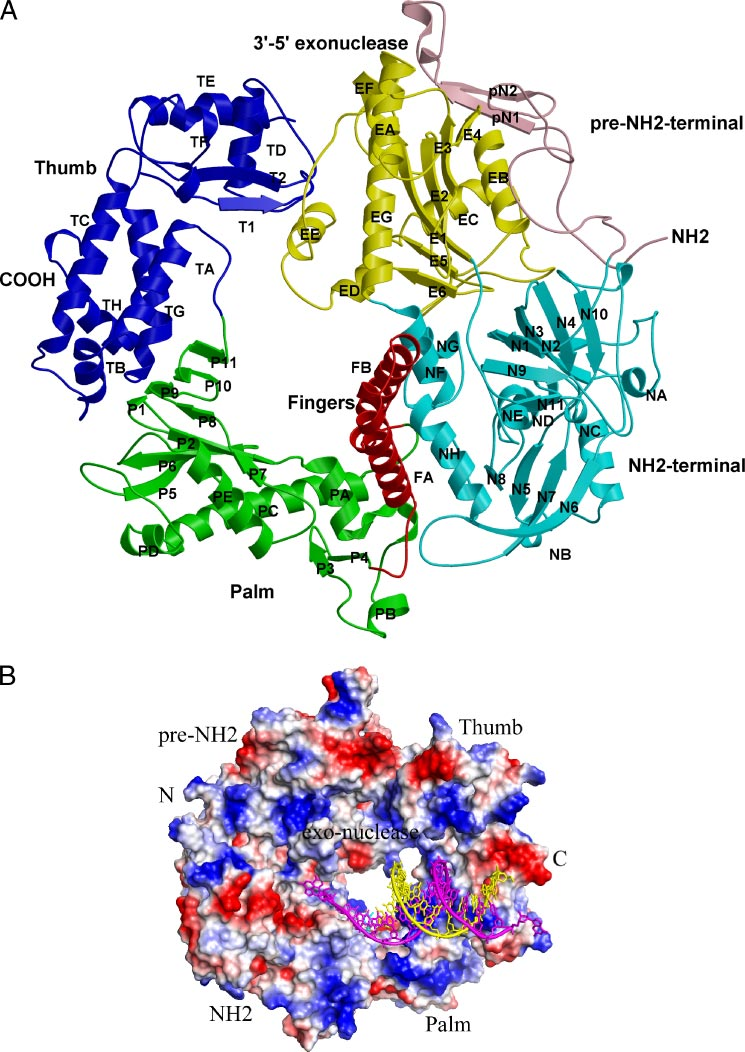 A
3'-5' exonuclease
TE
EF
pN2
pN1
EA
E4
pre-NH2-terminal
TF
TD
E3
Thumb
T2
EB
E2
TC
T1
EG
EC
EE
E1
NH2
TA
E5
COOH
ED
E6
TH
TG
N10
N4
N3
NG
N1
N2
TB
P11
FB
NF
N9
P10
P9
NA
P1
Fingers
N11
P8
NE
ND
NC
P2
NH
P6
P7
FA
NH2-terminal
N8
P5
PE
PA
N5
N7
PC
N6
PD
P4
NB
P3
Palm
PB
B
pre-NH2
Thumb
N
exo-nuclease
C
NH2
Palm